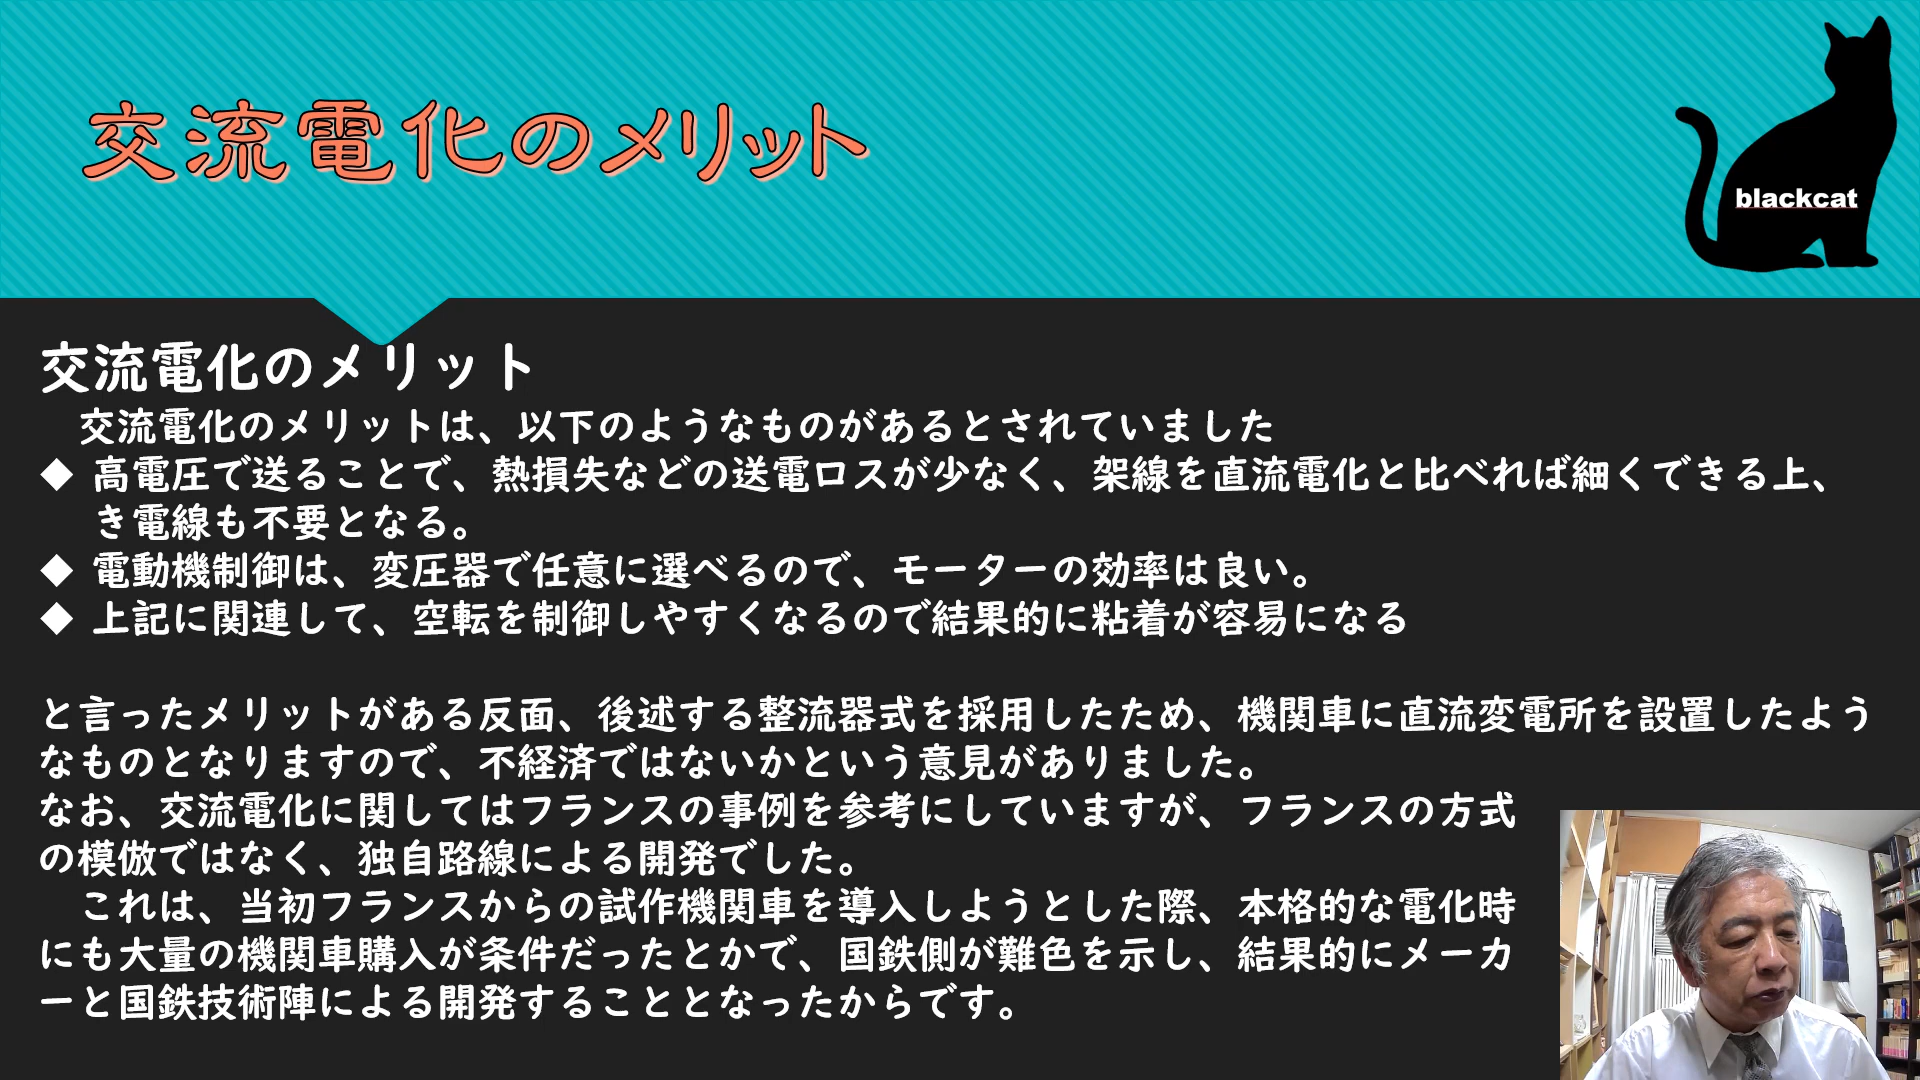 交流電化のメリット
blackcat
交流電化のメリット
交流電化のメリットは、以下のようなものがあるとされていました
◆ 高電圧で送ることで、熱損失などの送電ロスが少なく、架線を直流電化と比べれば細くできる上、
き電線も不要となる。
◆ 電動機制御は、変圧器で任意に選べるので、モーターの効率は良い。
◆ 上記に関連して、空転を制御しやすくなるので結果的に粘着が容易になる
と言ったメリットがある反面、後述する整流器式を採用したため、機関車に直流変電所を設置したよう
なものとなりますので、不経済ではないかという意見がありました。
なお、交流電化に関してはフランスの事例を参考にしていますが、フランスの方式
の模倣ではなく、独自路線による開発でした。
これは、当初フランスからの試作機関車を導入しようとした際、本格的な電化時
にも大量の機関車購入が条件だったとかで、国鉄側が難色を示し、結果的にメーカ
ーと国鉄技術陣による開発することとなったからです。